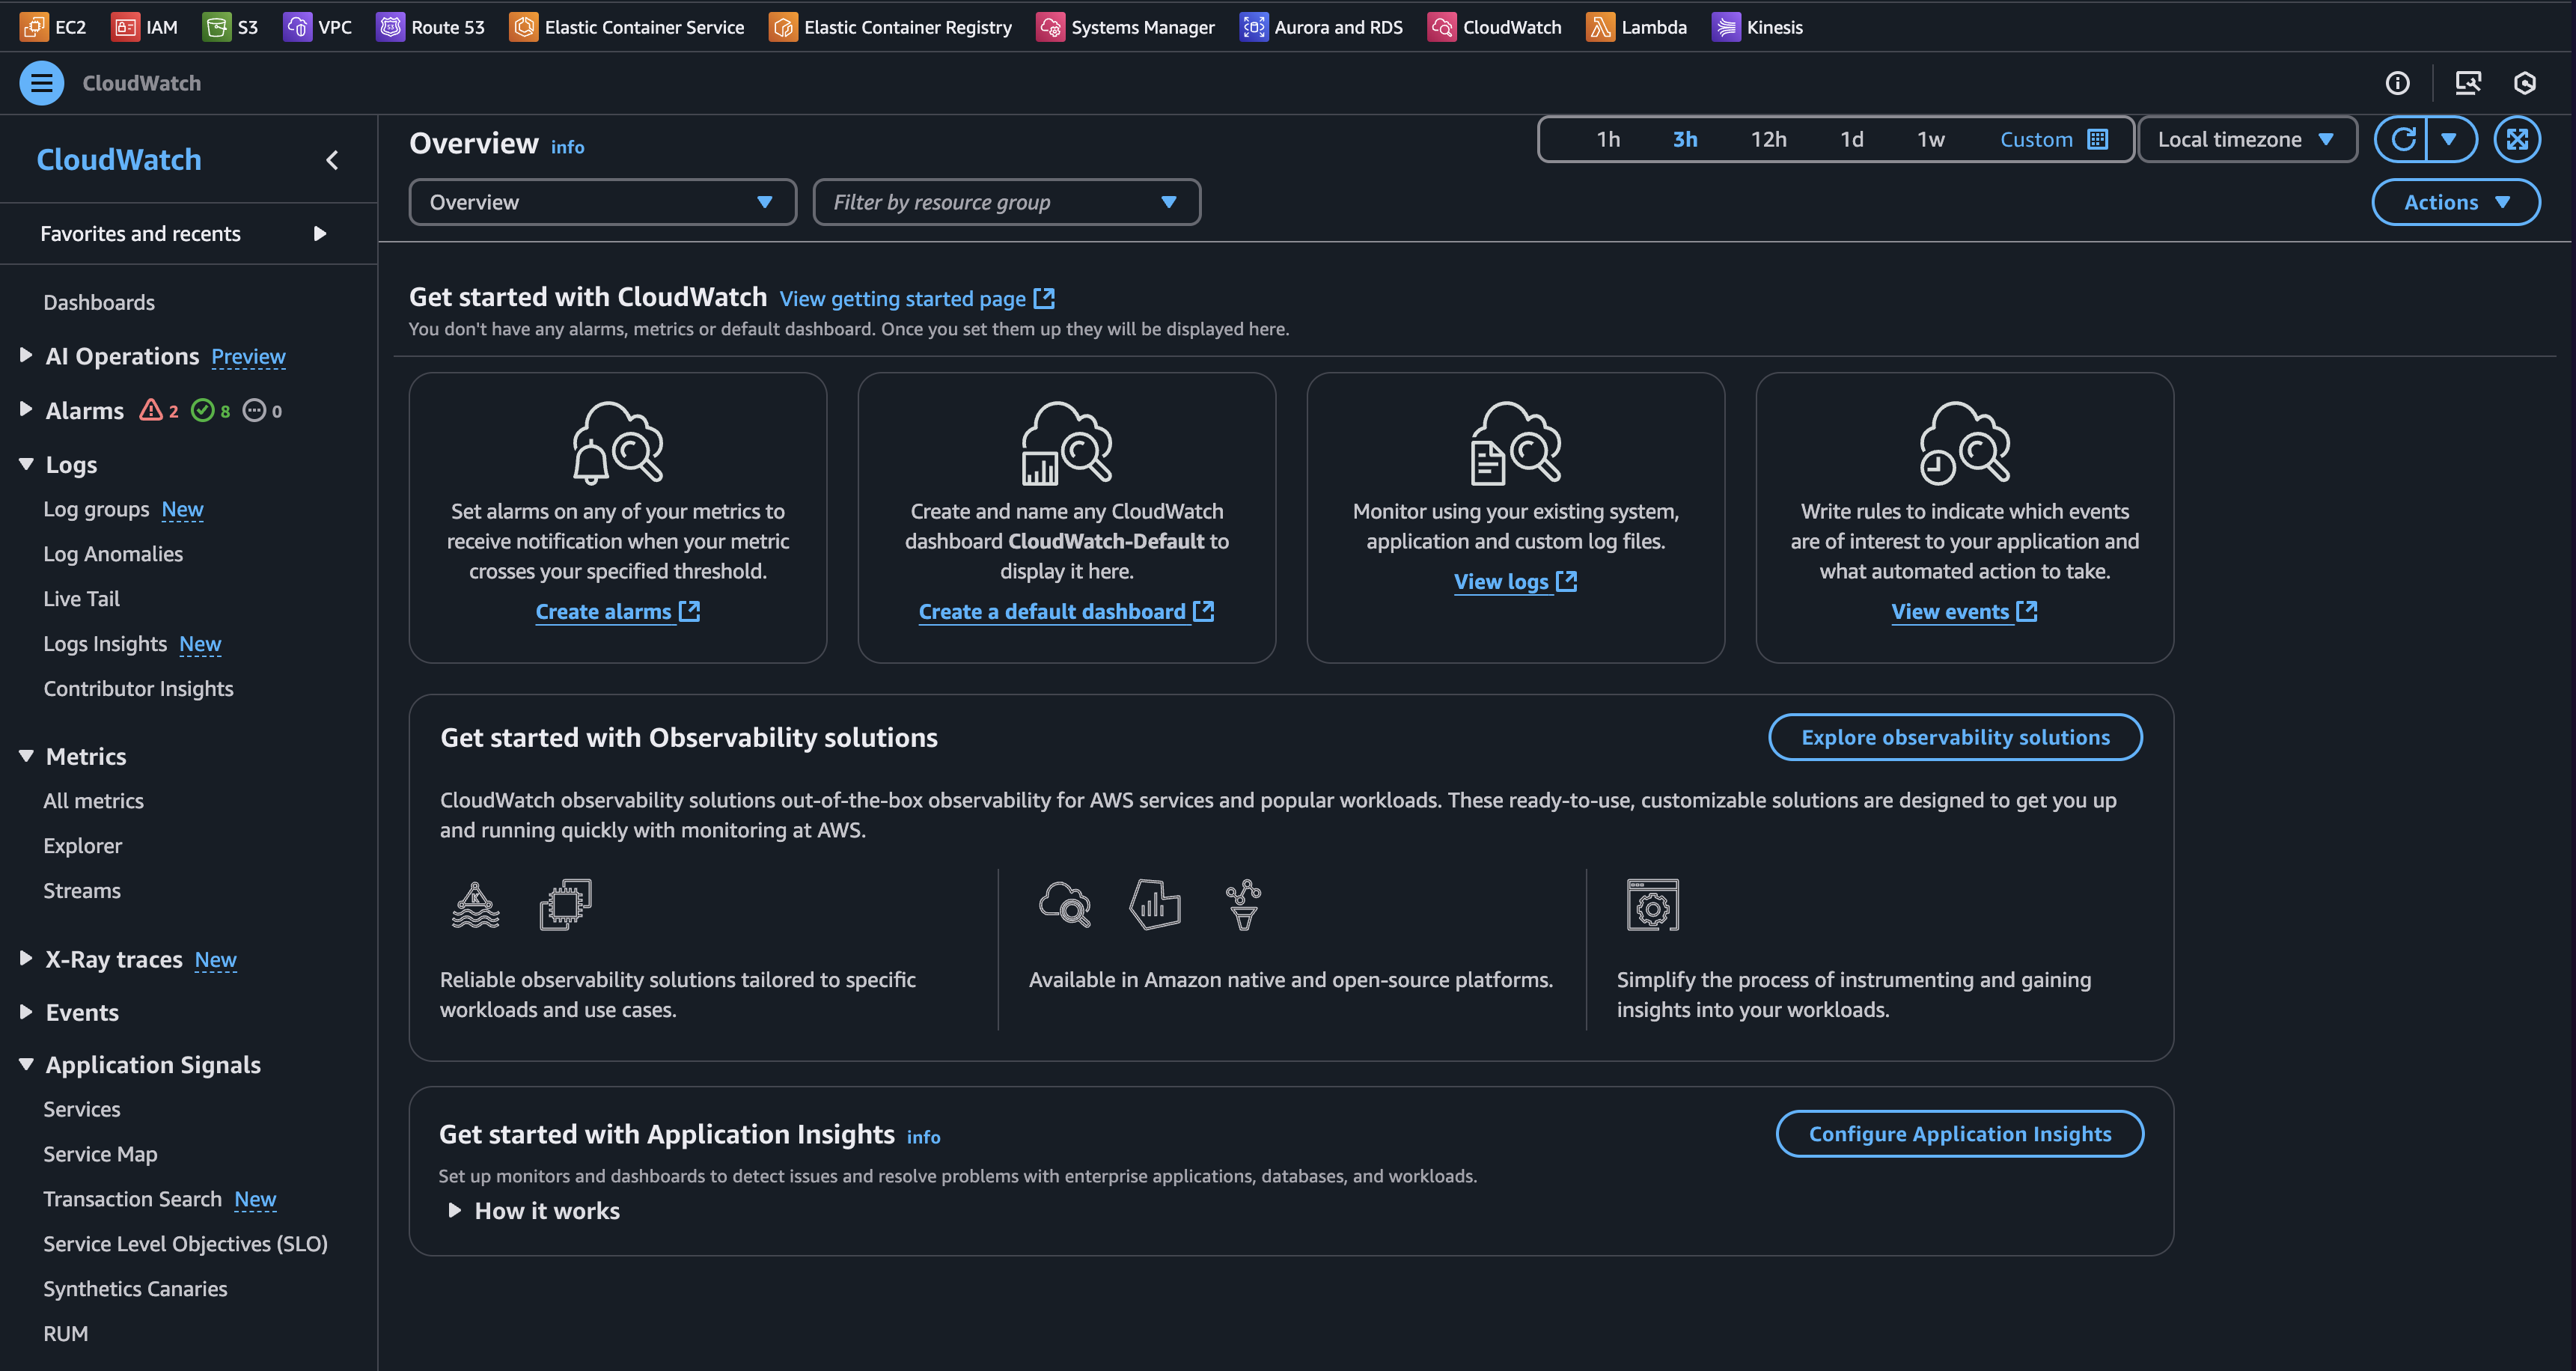 EC2 IAM S3 VPC Route 53 Elastic Container Service Elastic Container Registry Systems Manager Aurora and RDS CloudWatch Lambda Kinesis
CloudWatch
CloudWatch
Favorites and recents
Dashboards
AI Operations Preview
Alarms 2 8 0
Logs
Log groups New
Log Anomalies
Live Tail
Logs Insights New
Contributor Insights
Metrics
All metrics
Explorer
Streams
X-Ray traces New
Events
Application Signals
Services
Service Map
Transaction Search New
Service Level Objectives (SLO)
Synthetics Canaries
RUM
Overview info
1h 3h 12h 1d 1w Custom Local timezone
Overview Filter by resource group Actions
Get started with CloudWatch View getting started page
You don't have any alarms, metrics or default dashboard. Once you set them up they will be displayed here.
Set alarms on any of your metrics to
receive notification when your metric
crosses your specified threshold.
Create alarms
Create and name any CloudWatch
dashboard CloudWatch-Default to
display it here.
Create a default dashboard
Monitor using your existing system,
application and custom log files.
View logs
Write rules to indicate which events
are of interest to your application and
what automated action to take.
View events
Get started with Observability solutions
Explore observability solutions
CloudWatch observability solutions out-of-the-box observability for AWS services and popular workloads. These ready-to-use, customizable solutions are designed to get you up
and running quickly with monitoring at AWS.
Reliable observability solutions tailored to specific
workloads and use cases.
Available in Amazon native and open-source platforms.
Simplify the process of instrumenting and gaining
insights into your workloads.
Get started with Application Insights info
Configure Application Insights
Set up monitors and dashboards to detect issues and resolve problems with enterprise applications, databases, and workloads.
How it works